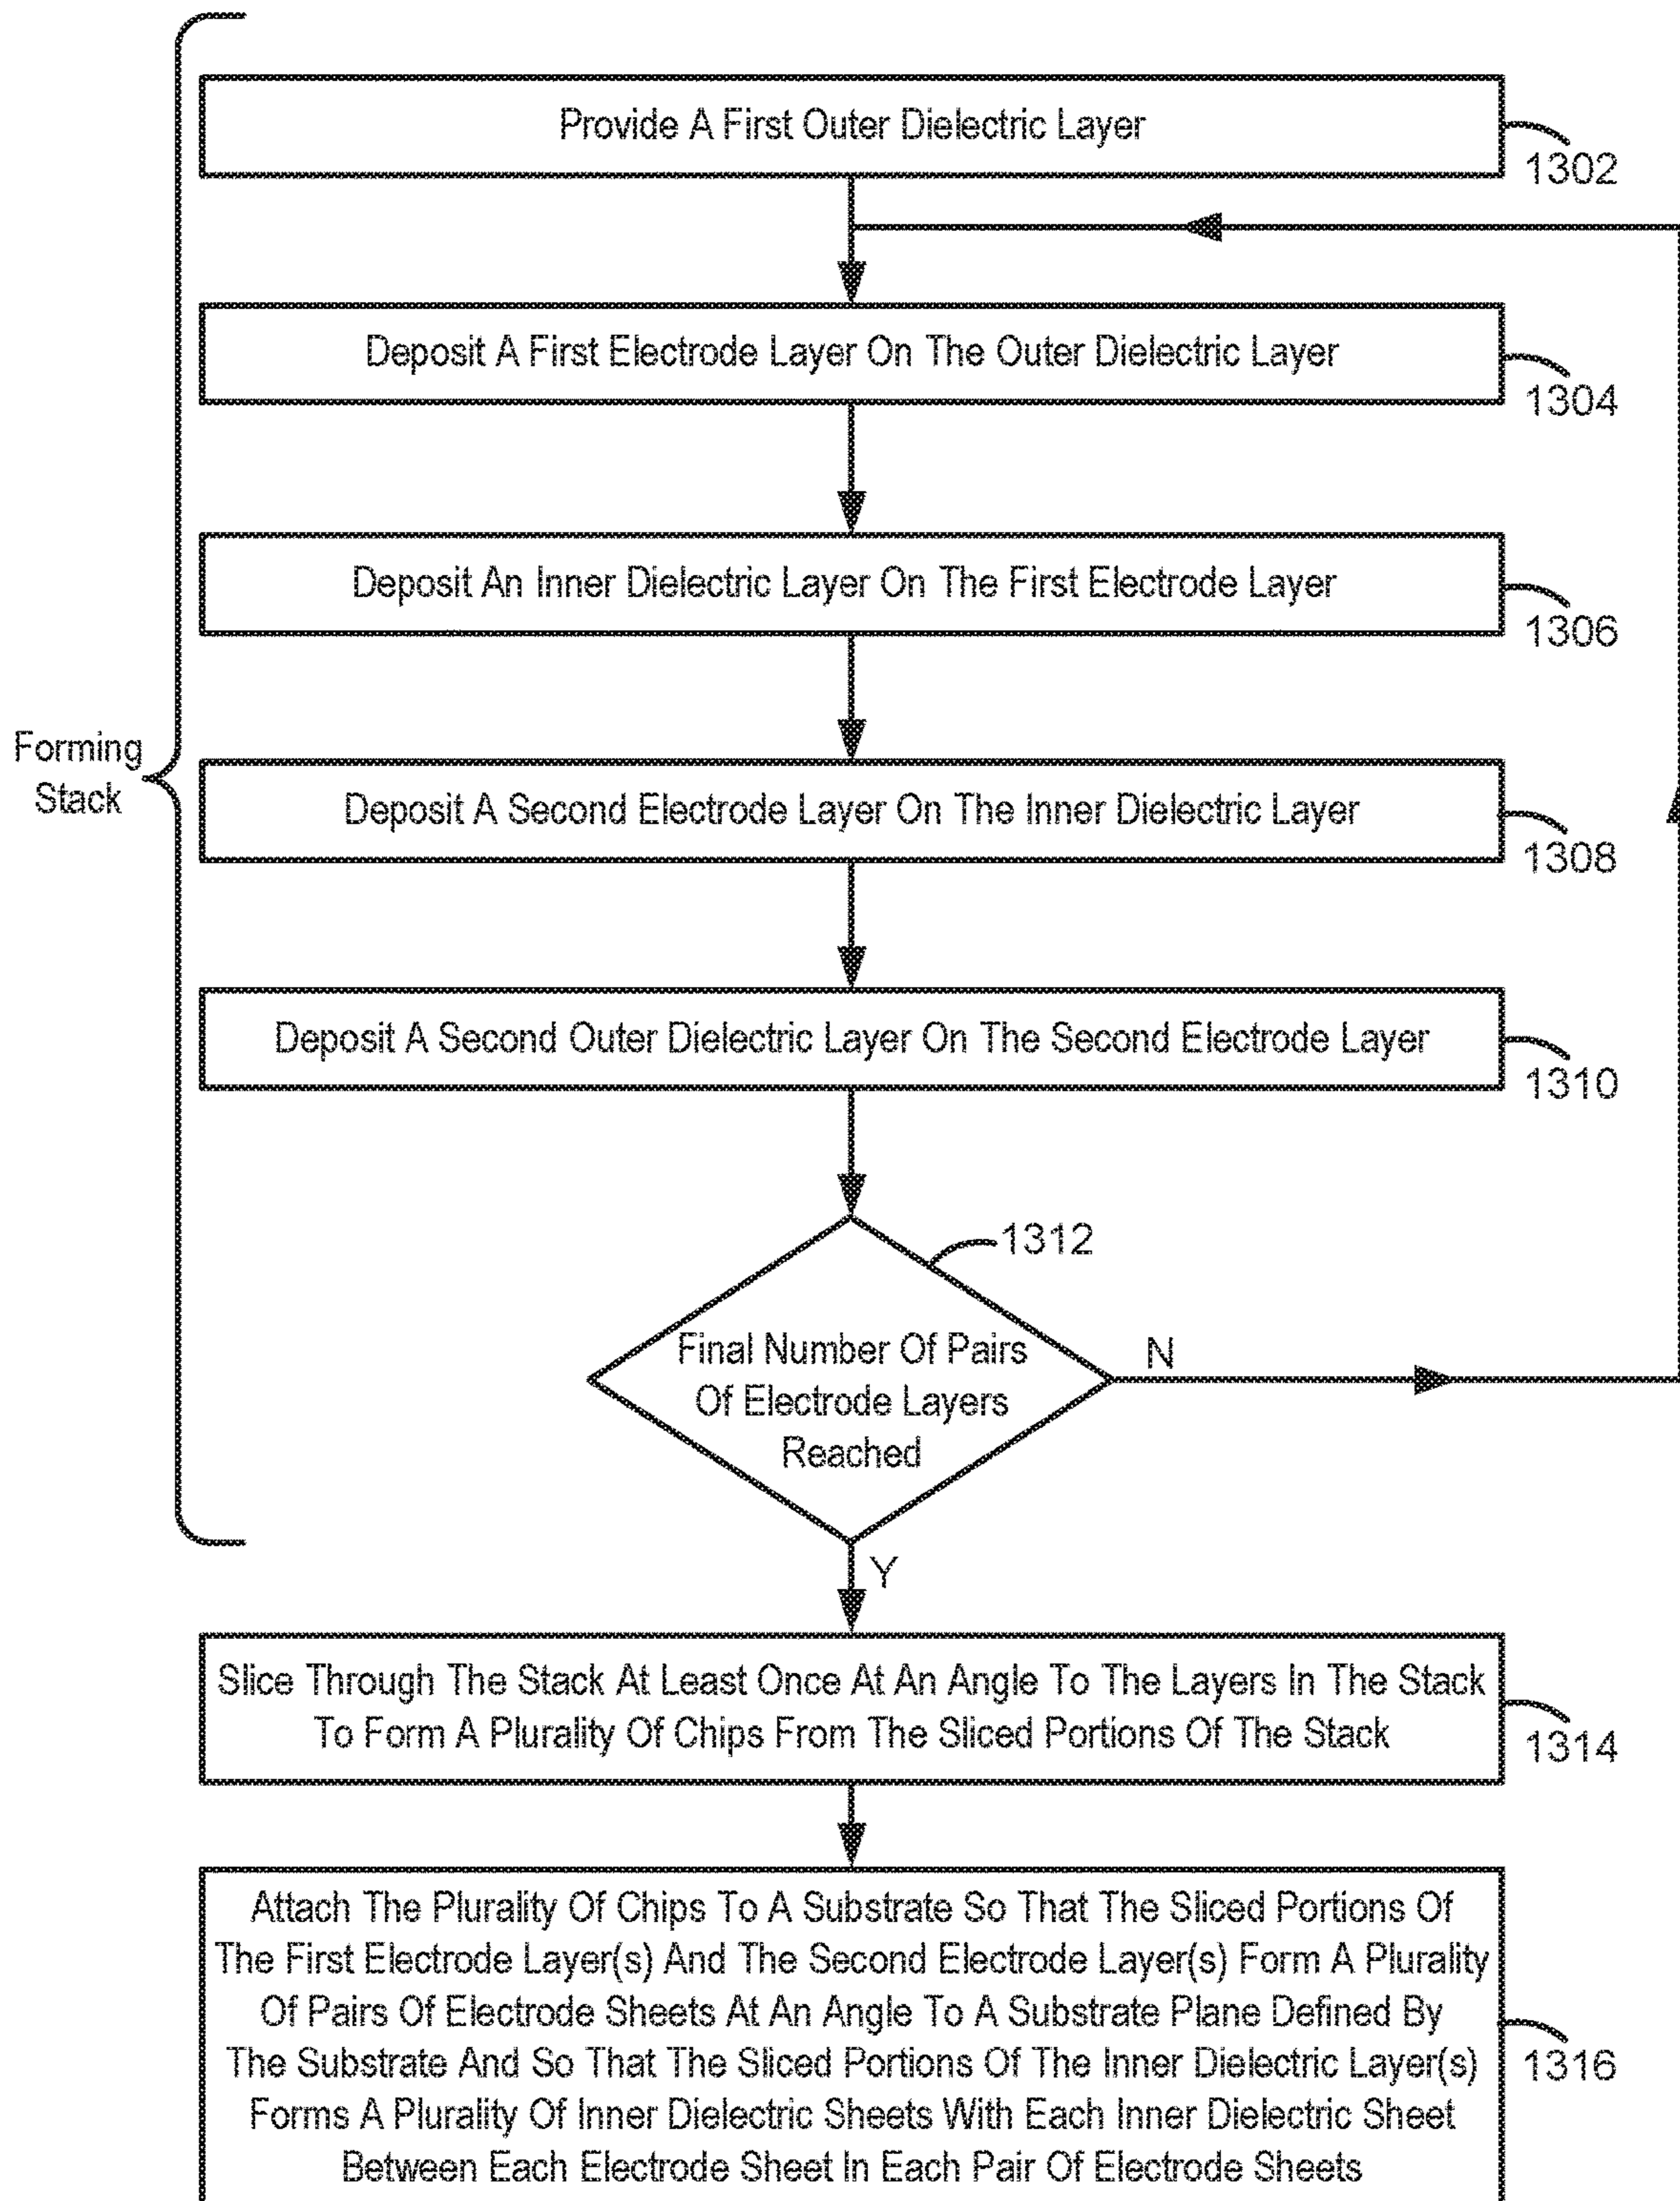 Provide A First Outer Dielectric Layer
1302
Deposit A First Electrode Layer On The Outer Dielectric Layer
1304
Deposit An Inner Dielectric Layer On The First Electrode Layer
1306
Forming
Stack
Deposit A Second Electrode Layer On The Inner Dielectric Layer
1308
Deposit A Second Outer Dielectric Layer On The Second Electrode Layer
1310
1312
Final Number Of Pairs
Of Electrode Layers
Reached
N
Y
Slice Through The Stack At Least Once At An Angle To The Layers In The Stack
To Form A Plurality Of Chips From The Sliced Portions Of The Stack
1314
Attach The Plurality Of Chips To A Substrate So That The Sliced Portions Of
The First Electrode Layer(s) And The Second Electrode Layer(s) Form A Plurality
Of Pairs Of Electrode Sheets At An Angle To A Substrate Plane Defined By
The Substrate And So That The Sliced Portions Of The Inner Dielectric Layer(s)
Forms A Plurality Of Inner Dielectric Sheets With Each Inner Dielectric Sheet
Between Each Electrode Sheet In Each Pair Of Electrode Sheets
1316